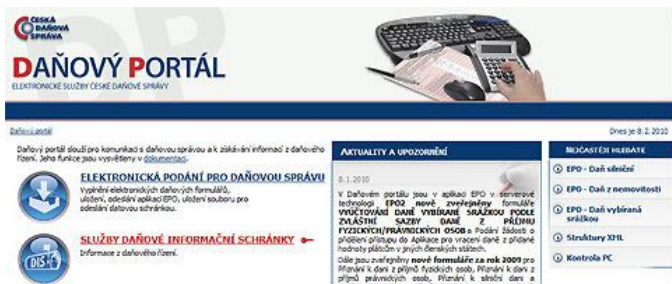 ČESKÁ
DAŇOVÁ
SPRÁVA
DAŇOVÝ PORTÁL
ELEKTRONICKÉ SLUŽBY ČESKÉ DAŇOVÉ SPRÁVY
Daňový portál
Dnes je 8.2.2010
Daňový portál slouží pro komunikaci s daňovou správou a k získávání informací z daňového
řízení. Jeho funkce jsou vysvětleny v dokumentaci.
ELEKTRONICKÁ PODÁNÍ PRO DAŇOVOU SPRÁVU
Vyplnění elektronických daňových formulářů,
uložení, odeslání aplikací EPO, uložení souboru pro
odeslání datovou schránkou.
DIS
SLUŽBY DAŇOVÉ INFORMAČNÍ SCHRÁNKY
Informace z daňového řízení.
AKTUALITY A UPOZORNĚNÍ
8.1.2010
V Daňovém portálu jsou v aplikaci EPO v serverové
technologii EPO2 nově zveřejněny formuláře
VYÚČTOVÁNÍ DANĚ VYBÍRANÉ SRÁŽKOU PODLE
ZVLÁŠTNÍ SAZBY DANĚ Z PŘÍJMŮ
FYZICKÝCH/PRÁVNICKÝCH OSOB a Podání žádosti o
přidělení přístupu do Aplikace pro vracení daně z přidané
hodnoty plátcům v jiných členských státech.
Dále jsou zveřejněny nové formuláře za rok 2009 pro
Přiznání k dani z příjmů fyzických osob, Přiznání k dani z
příjmů právnických osob, Přiznání k silniční dani a
NEJČASTĚJI HLEDÁTE
EPO - Daň silniční
EPO - Daň z nemovitostí
EPO - Daň vybíraná
srážkou
Struktury XML
Kontrola PC